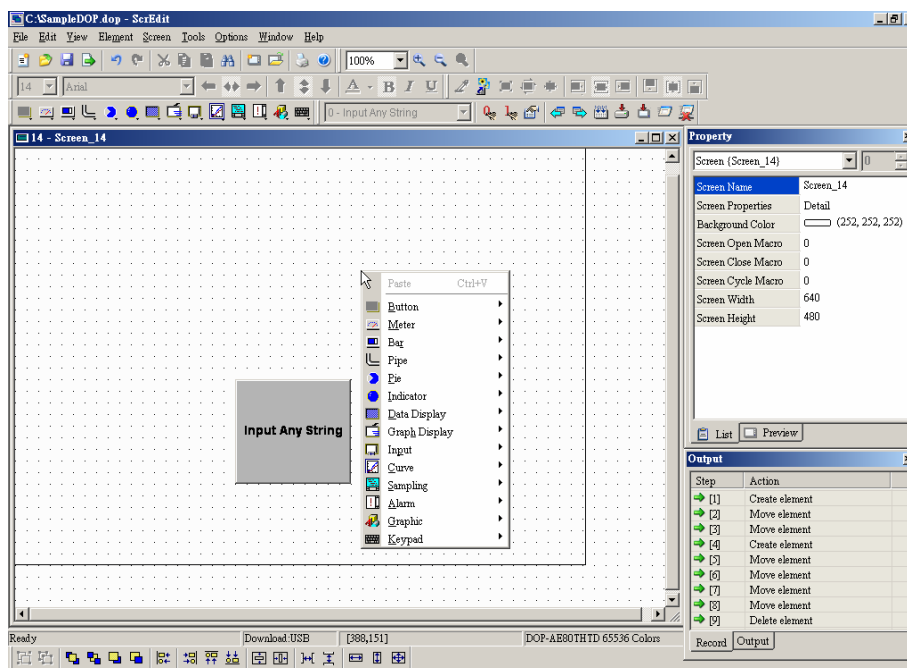 C:\SampleDOP.dop - ScrEdit
File Edit View Element Screen Tools Options Window Help
100%
14 Arial
0 - Input Any String
14 - Screen_14
Input Any String
Paste Ctrl+V
Button
Meter
Bar
Pipe
Pie
Indicator
Data Display
Graph Display
Input
Curve
Sampling
Alarm
Graphic
Keypad
Property
Screen {Screen_14} 0
Screen Name Screen_14
Screen Properties Detail
Background Color (252, 252, 252)
Screen Open Macro 0
Screen Close Macro 0
Screen Cycle Macro 0
Screen Width 640
Screen Height 480
List Preview
Output
Step Action
[1] Create element
[2] Move element
[3] Move element
[4] Create element
[5] Move element
[6] Move element
[7] Move element
[8] Move element
[9] Delete element
Record Output
Ready Download:USB [388,151] DOP-AE80THTD 65536 Colors